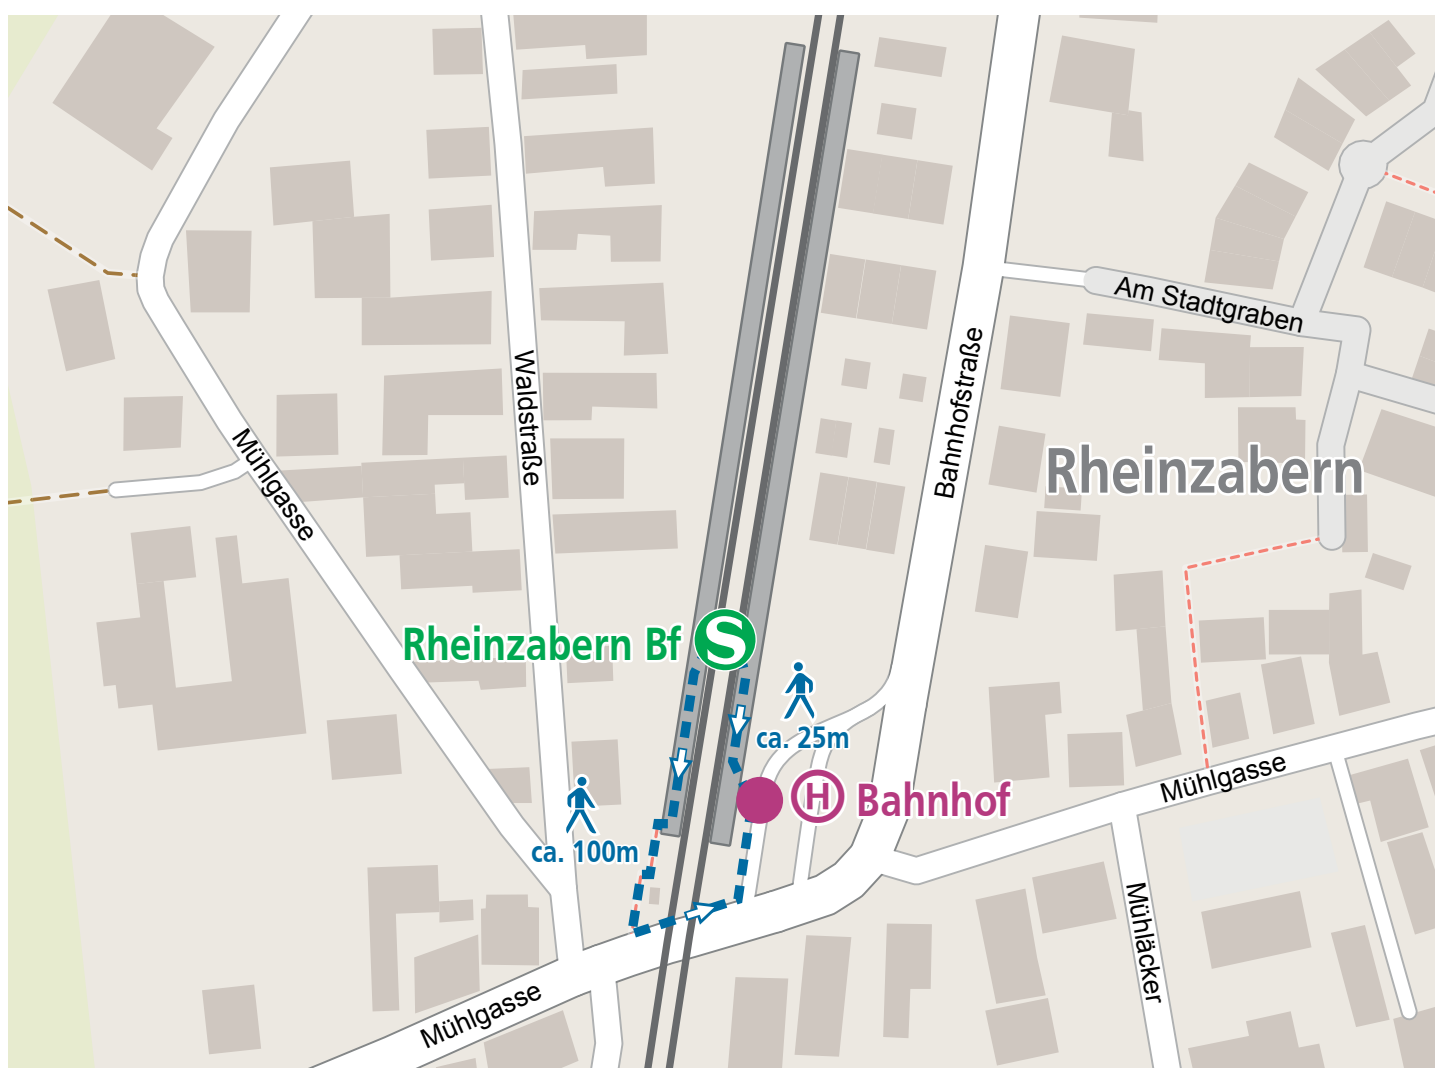 Am Stadtgraben
Bahnhofstraße
Waldstraße
Mühlgasse
Rheinzabern
Rheinzabern Bf
S
ca. 25m
H Bahnhof
Mühlgasse
ca. 100m
Mühläcker
Mühlgasse